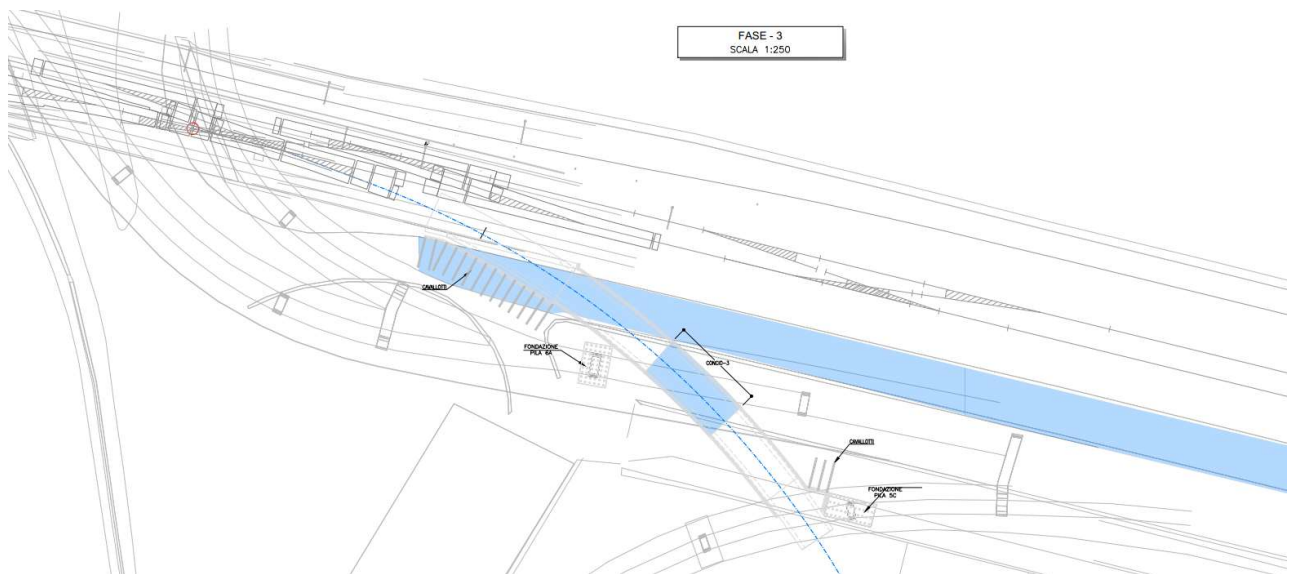 FASE - 3
SCALA 1:250
CAVALLOTTI
FONDAZIONE
PILA 6A
CONCIO-3
CAVALLOTTI
FONDAZIONE
PILA 5C